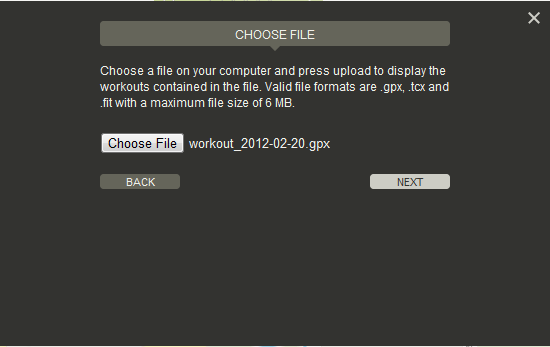 CHOOSE FILE
Choose a file on your computer and press upload to display the
workouts contained in the file. Valid file formats are .gpx, .tcx and
.fit with a maximum file size of 6 MB.
Choose File workout_2012-02-20.gpx
BACK NEXT